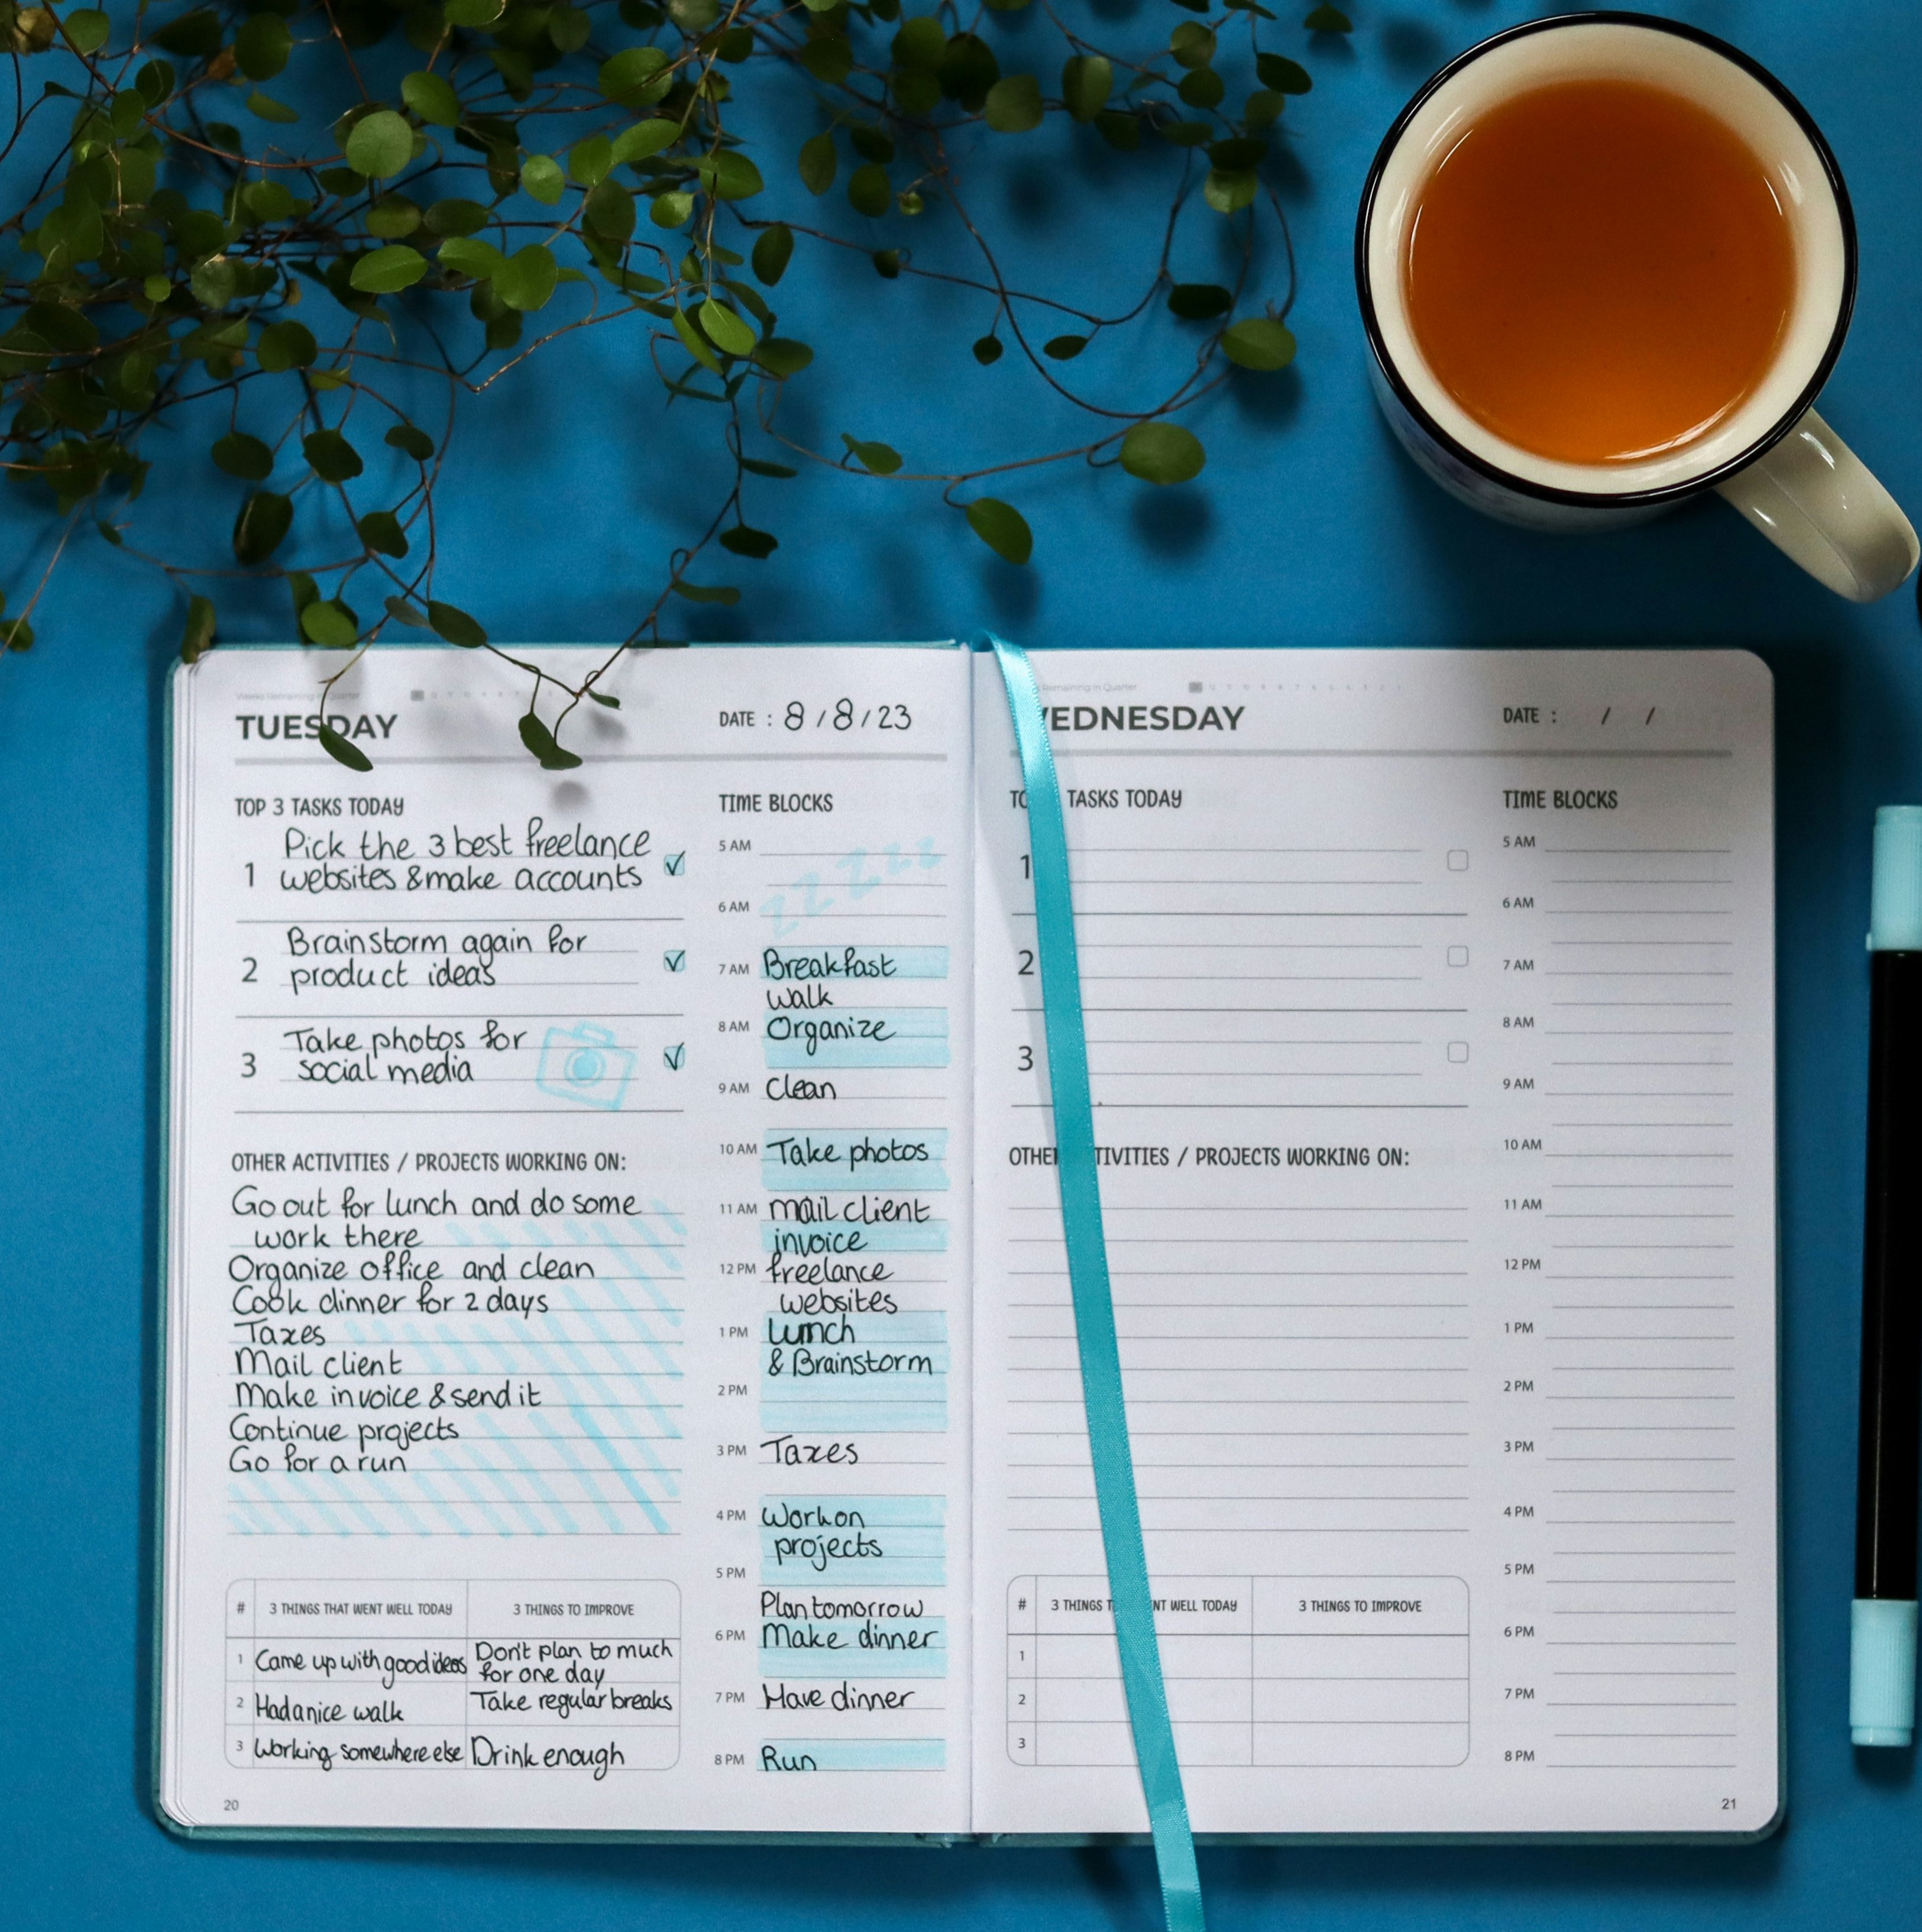 Weeks Remaining in Quarter
TUESDAY
DATE : 8 / 8 / 23
TOP 3 TASKS TODAY
1 Pick the 3 best freelance
websites & make accounts
2 Brainstorm again for
product ideas
3 Take photos for
social media
OTHER ACTIVITIES / PROJECTS WORKING ON:
Go out for lunch and do some
work there
Organize office and clean
Cook dinner for 2 days
Taxes
Mail client
Make invoice & send it
Continue projects
Go for a run
# 3 THINGS THAT WENT WELL TODAY 3 THINGS TO IMPROVE
1 Came up with good ideas Don't plan to much
for one day
2 Had a nice walk Take regular breaks
3 Working somewhere else Drink enough
20
TIME BLOCKS
5 AM
zzzzzz
6 AM
7 AM Breakfast
walk
8 AM Organize
9 AM Clean
10 AM Take photos
11 AM mail client
invoice
12 PM freelance
websites
1 PM Lunch
& Brainstorm
2 PM
3 PM Taxes
4 PM Work on
projects
5 PM
Plan tomorrow
6 PM Make dinner
7 PM Have dinner
8 PM Run
Remaining in Quarter
EDNESDAY
DATE : / /
TO TASKS TODAY
1
2
3
OTHE TIVITIES / PROJECTS WORKING ON:
# 3 THINGS T NT WELL TODAY 3 THINGS TO IMPROVE
1
2
3
TIME BLOCKS
5 AM
6 AM
7 AM
8 AM
9 AM
10 AM
11 AM
12 PM
1 PM
2 PM
3 PM
4 PM
5 PM
6 PM
7 PM
8 PM
21